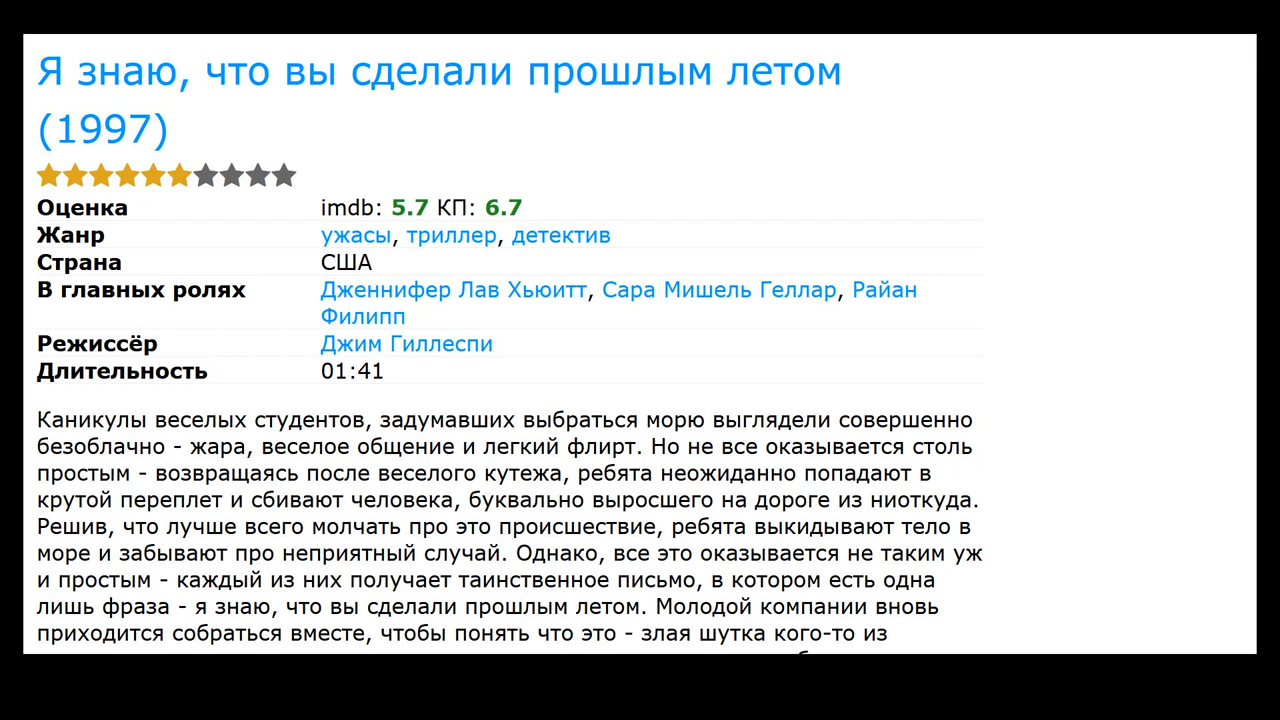 Я знаю, что вы сделали прошлым летом
(1997)
Оценка imdb: 5.7 КП: 6.7
Жанр ужасы, триллер, детектив
Страна США
В главных ролях Дженнифер Лав Хьюитт, Сара Мишель Геллар, Райан
Филипп
Режиссёр Джим Гиллеспи
Длительность 01:41
Каникулы веселых студентов, задумавших выбраться морю выглядели совершенно
безоблачно - жара, веселое общение и легкий флирт. Но не все оказывается столь
простым - возвращаясь после веселого кутежа, ребята неожиданно попадают в
крутой переплет и сбивают человека, буквально выросшего на дороге из ниоткуда.
Решив, что лучше всего молчать про это происшествие, ребята выкидывают тело в
море и забывают про неприятный случай. Однако, все это оказывается не таким уж
и простым - каждый из них получает таинственное письмо, в котором есть одна
лишь фраза - я знаю, что вы сделали прошлым летом. Молодой компании вновь
приходится собраться вместе, чтобы понять что это - злая шутка кого-то из